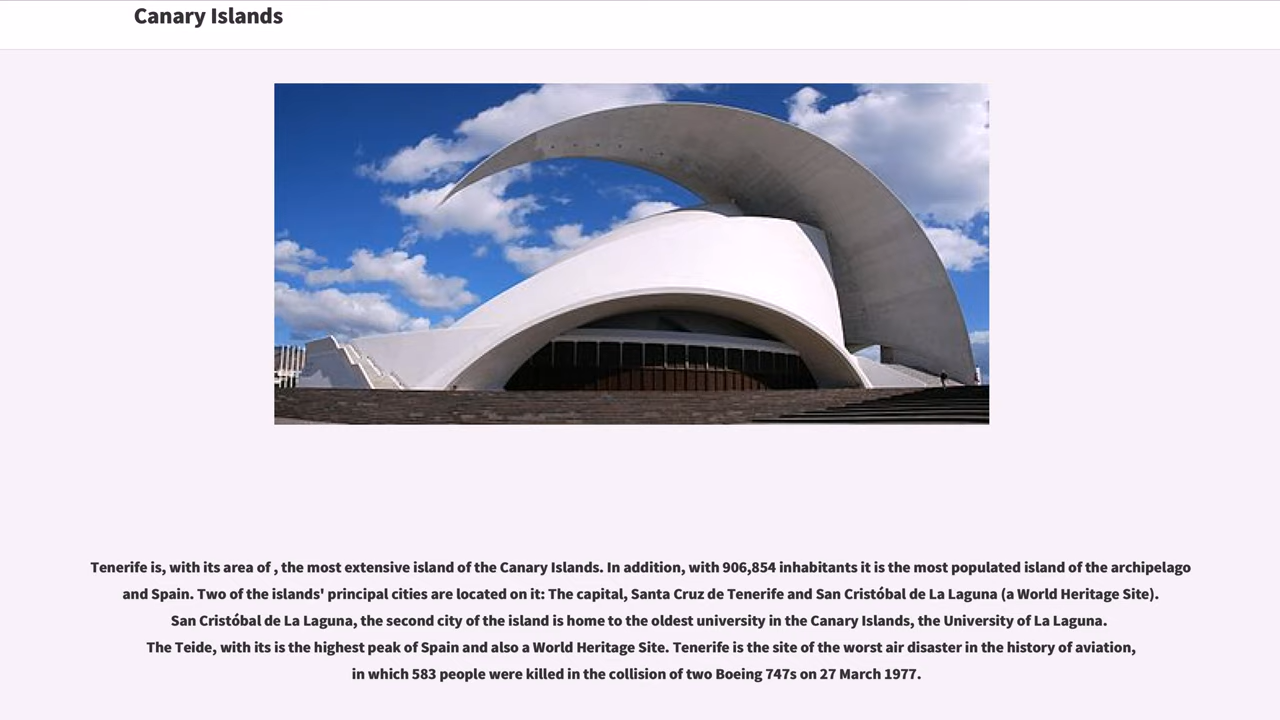 Canary Islands
Tenerife is, with its area of , the most extensive island of the Canary Islands. In addition, with 906,854 inhabitants it is the most populated island of the archipelago
and Spain. Two of the islands' principal cities are located on it: The capital, Santa Cruz de Tenerife and San Cristóbal de La Laguna (a World Heritage Site).
San Cristóbal de La Laguna, the second city of the island is home to the oldest university in the Canary Islands, the University of La Laguna.
The Teide, with its is the highest peak of Spain and also a World Heritage Site. Tenerife is the site of the worst air disaster in the history of aviation,
in which 583 people were killed in the collision of two Boeing 747s on 27 March 1977.